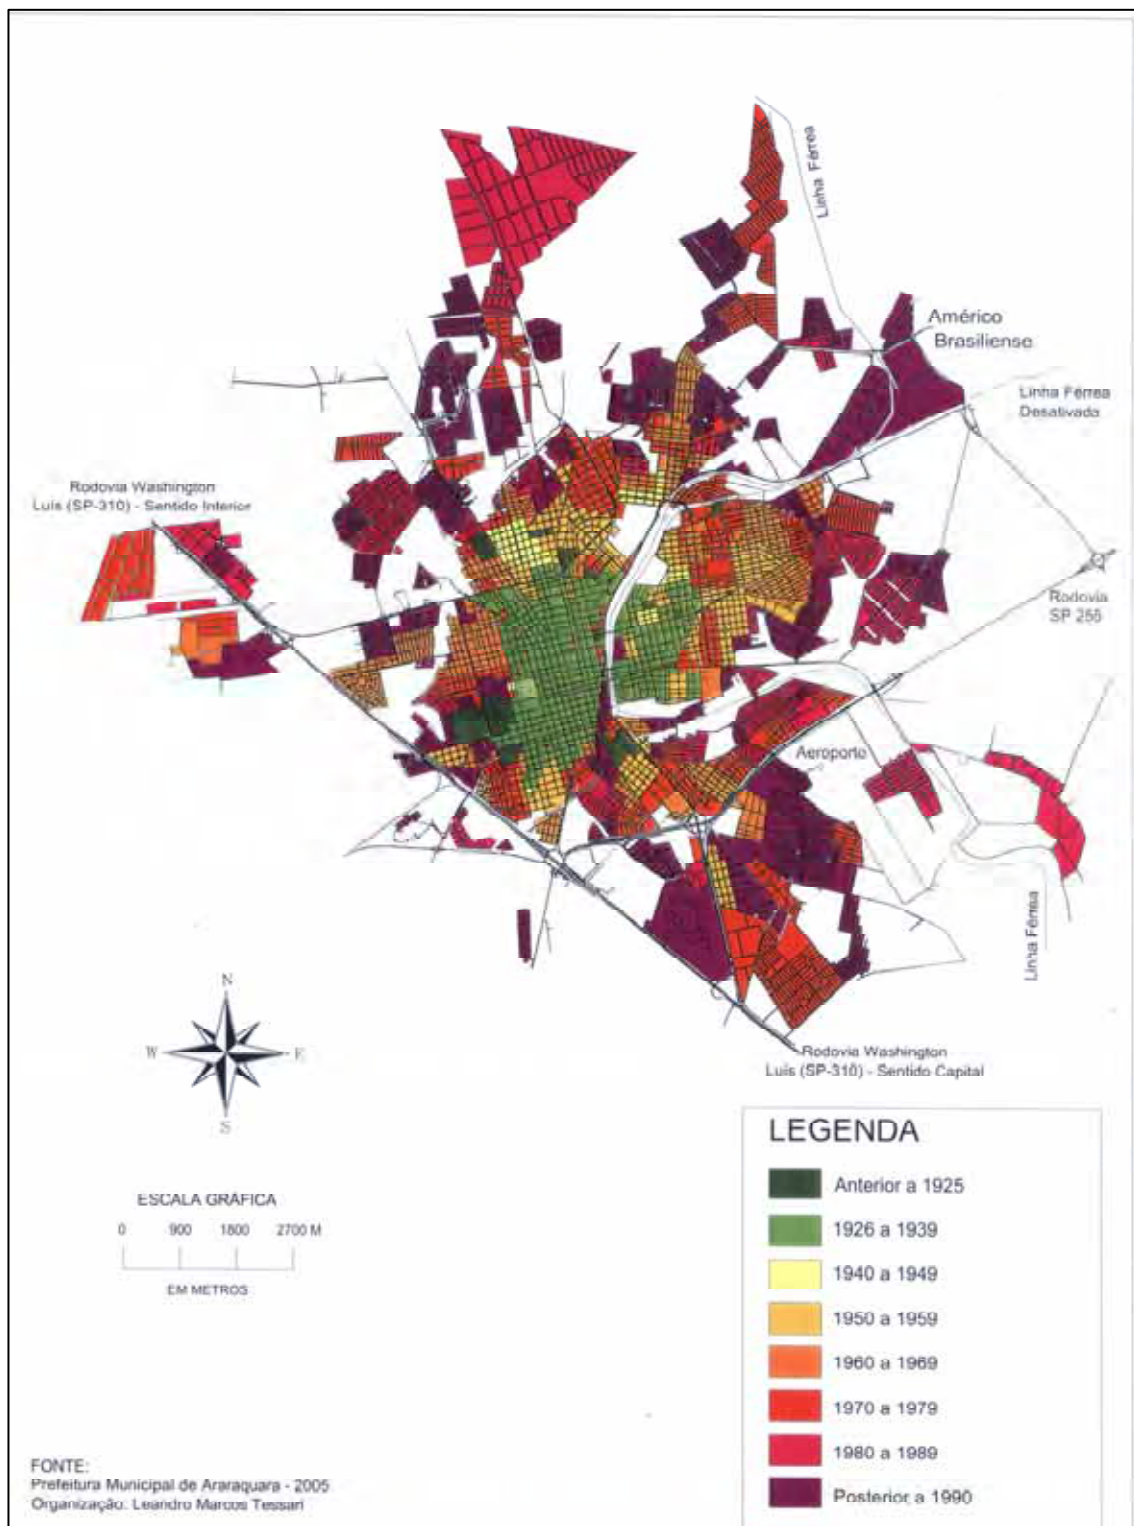 Linha Férrea
Américo
Brasiliense
Linha Férrea
Desativada
Rodovia Washington
Luis (SP-310) - Sentido Interior
Rodovia
SP 255
Aeroporto
Linha Férrea
N
W
E
S
Rodovia Washington
Luis (SP-310) - Sentido Capital
ESCALA GRÁFICA
0 900 1800 2700 M
EM METROS
LEGENDA
Anterior a 1925
1926 a 1939
1940 a 1949
1950 a 1959
1960 a 1969
1970 a 1979
1980 a 1989
Posterior a 1990
FONTE:
Prefeitura Municipal de Araraquara - 2005
Organização: Leandro Marcos Tessari